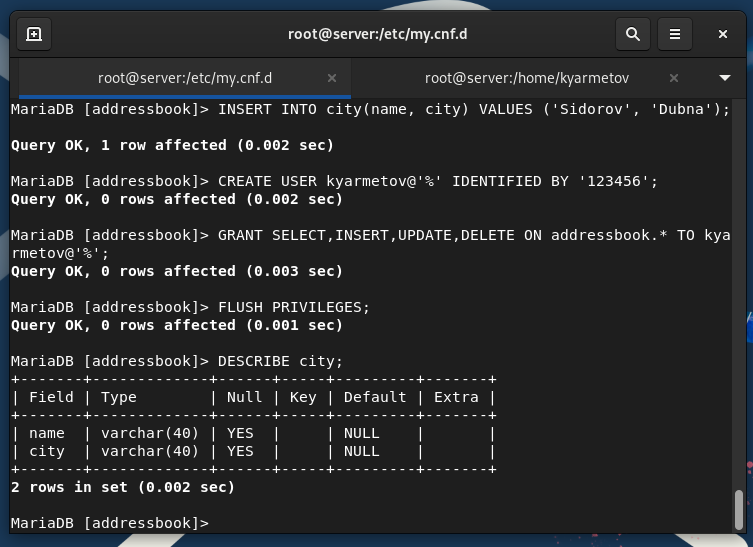 root@server:/etc/my.cnf.d
root@server:/etc/my.cnf.d × root@server:/home/kyarmetov ×
MariaDB [addressbook]> INSERT INTO city(name, city) VALUES ('Sidorov', 'Dubna');
Query OK, 1 row affected (0.002 sec)
MariaDB [addressbook]> CREATE USER kyarmetov@'%' IDENTIFIED BY '123456';
Query OK, 0 rows affected (0.002 sec)
MariaDB [addressbook]> GRANT SELECT,INSERT,UPDATE,DELETE ON addressbook.* TO kya
rmetov@'%';
Query OK, 0 rows affected (0.003 sec)
MariaDB [addressbook]> FLUSH PRIVILEGES;
Query OK, 0 rows affected (0.001 sec)
MariaDB [addressbook]> DESCRIBE city;
+-------+-------------+------+-----+---------+-------+
| Field | Type        | Null | Key | Default | Extra |
+-------+-------------+------+-----+---------+-------+
| name  | varchar(40) | YES  |     | NULL    |       |
| city  | varchar(40) | YES  |     | NULL    |       |
+-------+-------------+------+-----+---------+-------+
2 rows in set (0.002 sec)
MariaDB [addressbook]>